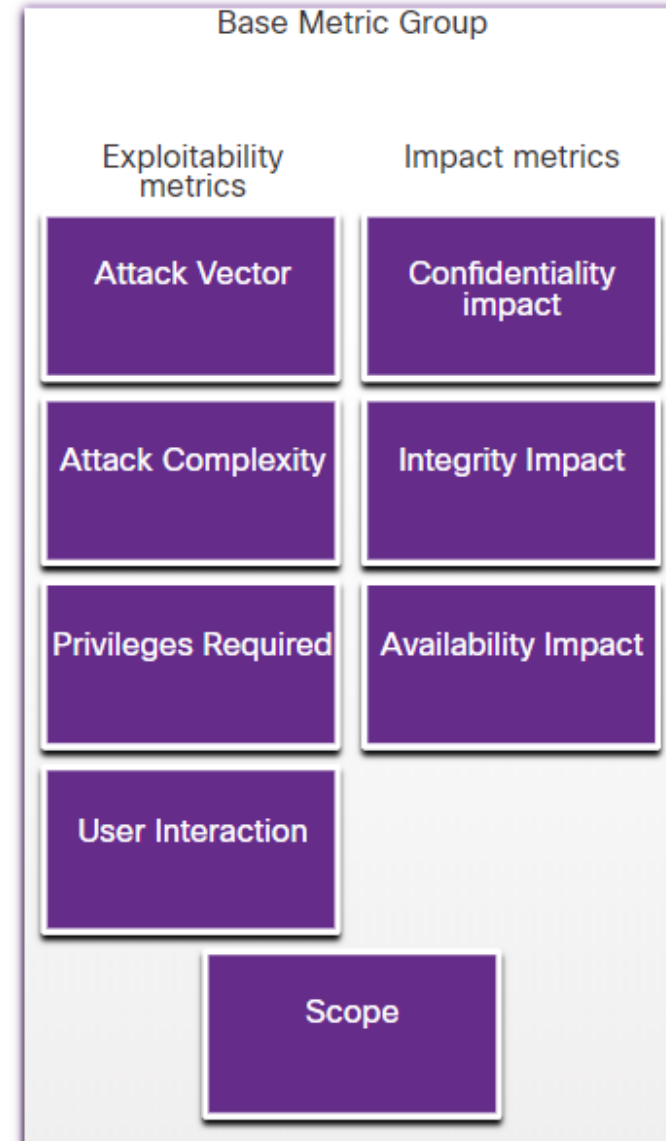 Base Metric Group
Exploitability
metrics
Impact metrics
Attack Vector
Confidentiality
impact
Attack Complexity
Integrity Impact
Privileges Required
Availability Impact
User Interaction
Scope